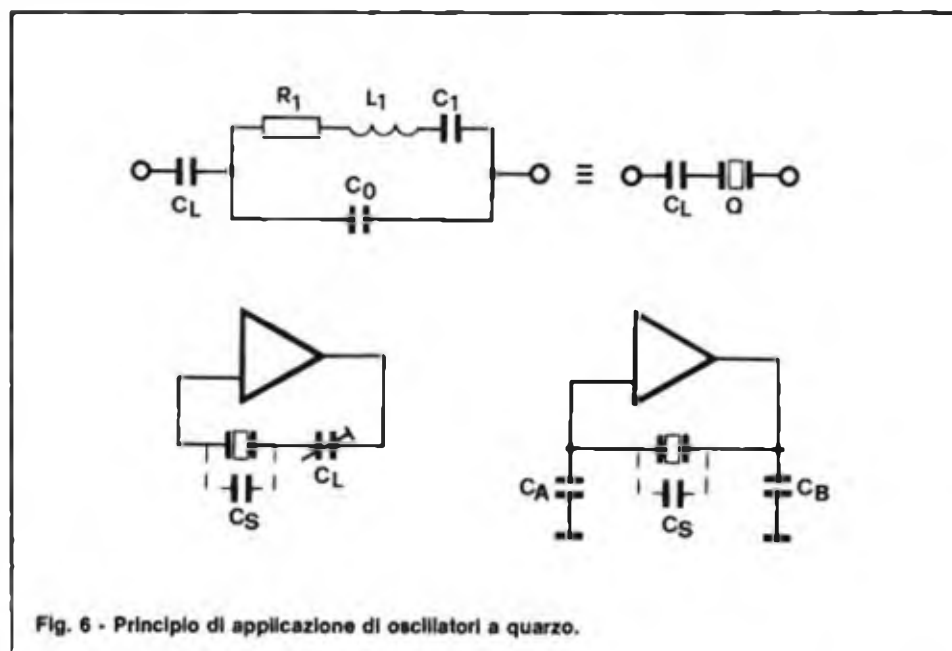 R1 L1 C1
CL C0 ≡ CL Q
CS CL
CA CS CB
Fig. 6 - Principio di applicazione di oscillatori a quarzo.